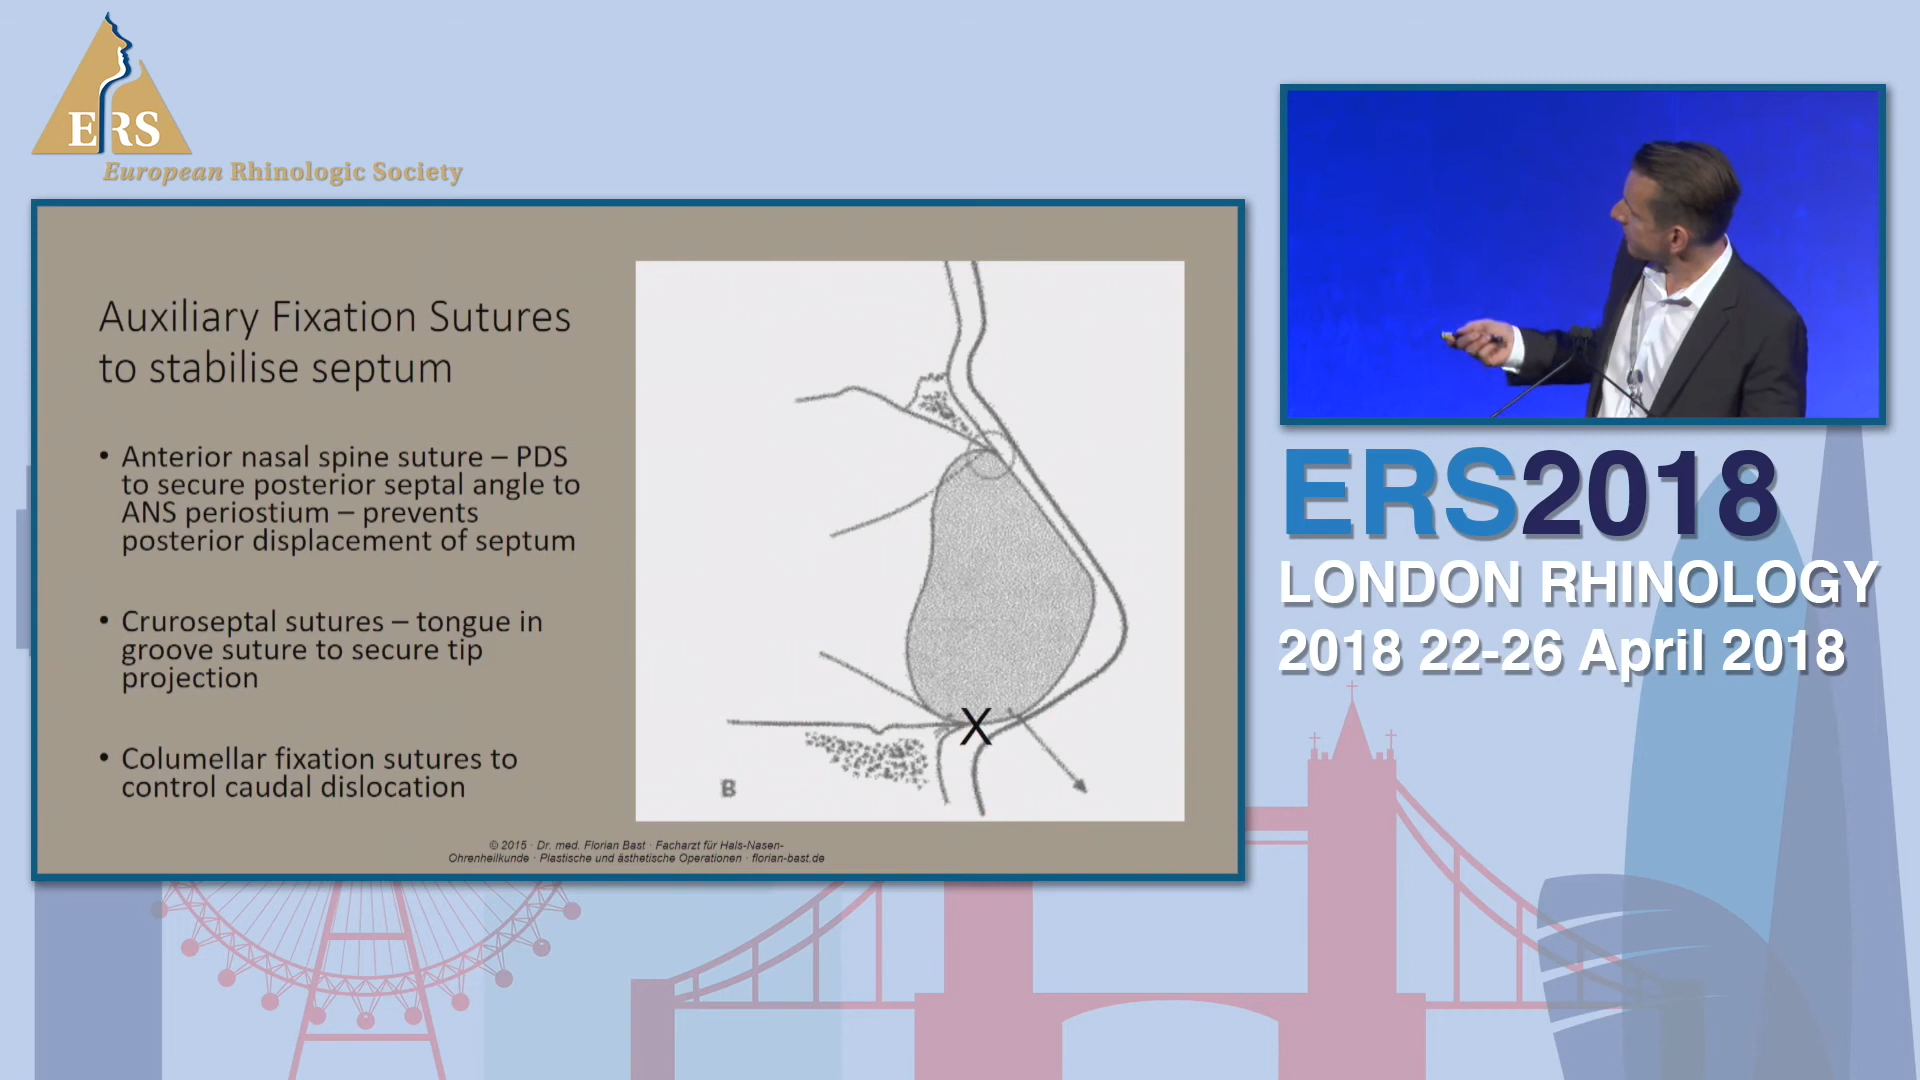 ERS
European Rhinologic Society
Auxiliary Fixation Sutures
to stabilise septum
• Anterior nasal spine suture – PDS
to secure posterior septal angle to
ANS periostium – prevents
posterior displacement of septum
• Cruroseptal sutures – tongue in
groove suture to secure tip
projection
• Columellar fixation sutures to
control caudal dislocation
X
B
© 2015 · Dr. med. Florian Bast · Facharzt für Hals-Nasen-
Ohrenheilkunde · Plastische und ästhetische Operationen · florian-bast.de
ERS2018
LONDON RHINOLOGY
2018 22-26 April 2018